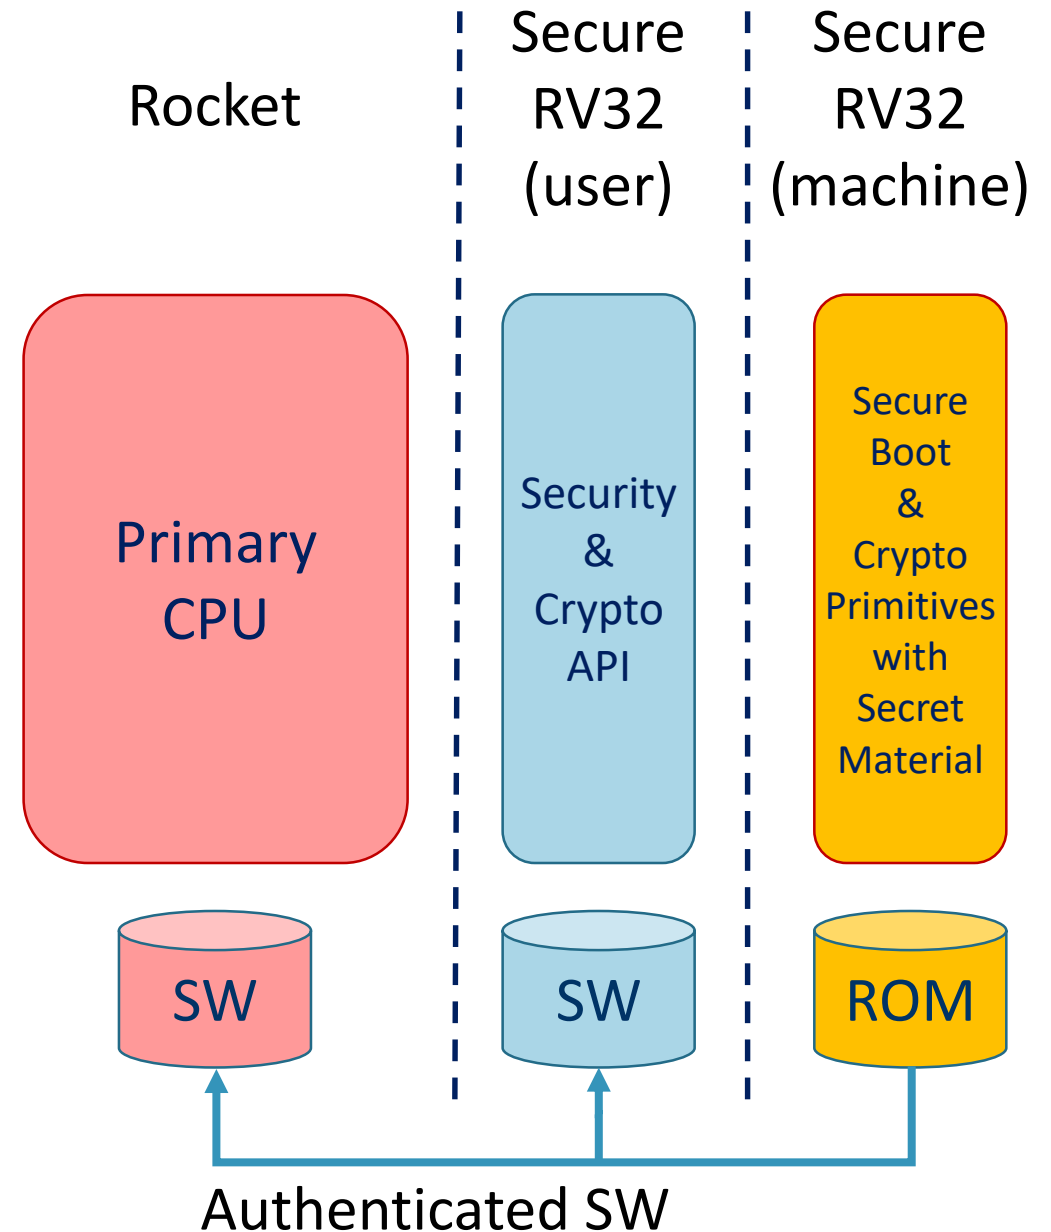 Rocket
Secure
RV32
(user)
Secure
RV32
(machine)
Primary
CPU
Security
&
Crypto
API
Secure
Boot
&
Crypto
Primitives
with
Secret
Material
SW
SW
ROM
Authenticated SW